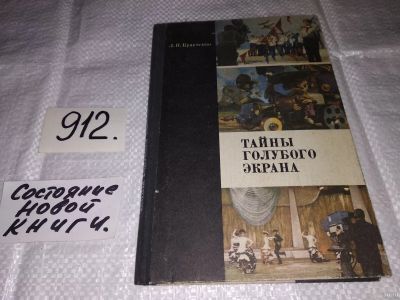 912.
Состояние
Новой
книги.
ТАЙНЫ
ГОЛУБОГО
ЭКРАНА